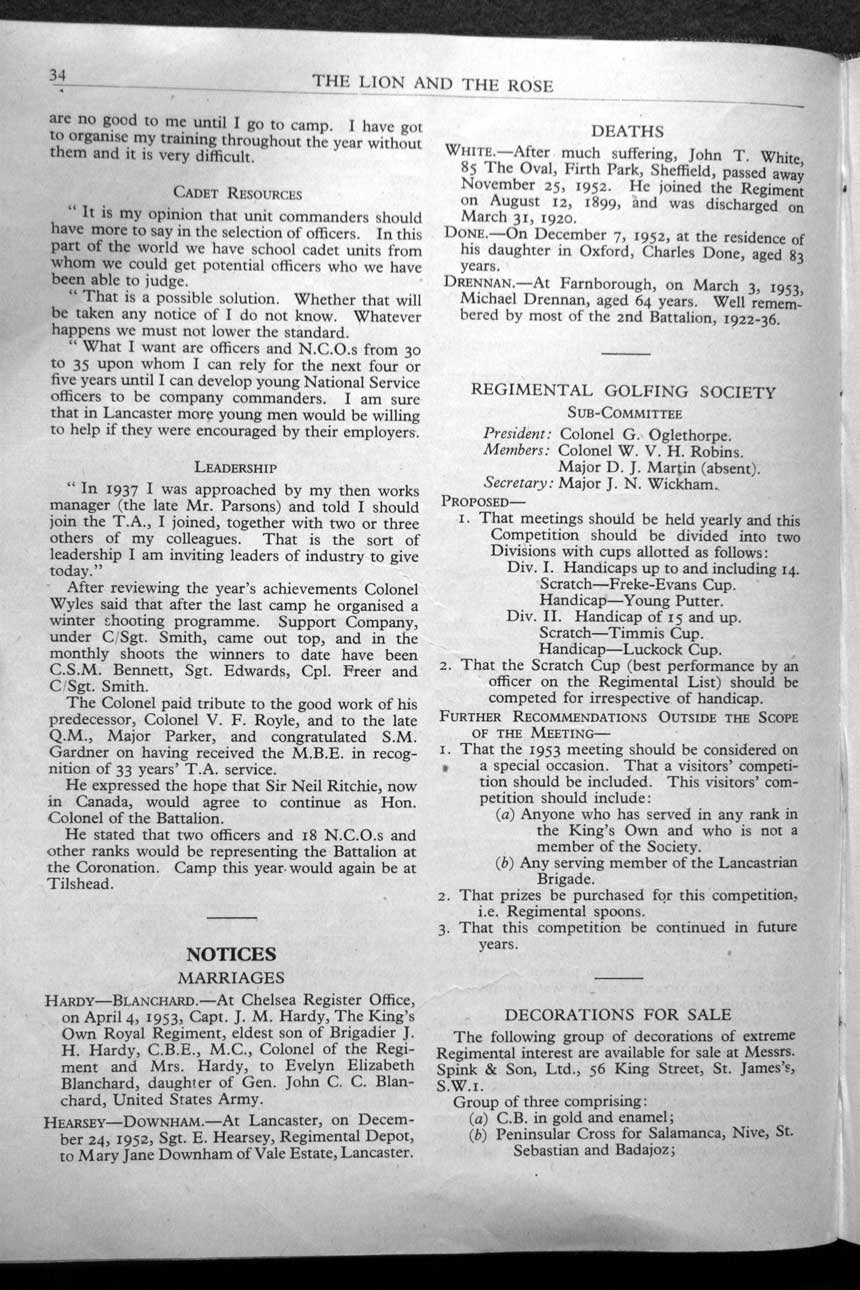 34
THE LION AND THE ROSE
are no good to me until I go to camp. I have got
to organise my training throughout the year without
them and it is very difficult.
CADET RESOURCES
" It is my opinion that unit commanders should
have more to say in the selection of officers. In this
part of the world we have school cadet units from
whom we could get potential officers who we have
been able to judge.
" That is a possible solution. Whether that will
be taken any notice of I do not know. Whatever
happens we must not lower the standard.
" What I want are officers and N.C.O.s from 30
to 35 upon whom I can rely for the next four or
five years until I can develop young National Service
officers to be company commanders. I am sure
that in Lancaster more young men would be willing
to help if they were encouraged by their employers.
LEADERSHIP
" In 1937 I was approached by my then works
manager (the late Mr. Parsons) and told I should
join the T.A., I joined, together with two or three
others of my colleagues. That is the sort of
leadership I am inviting leaders of industry to give
today."
After reviewing the year's achievements Colonel
Wyles said that after the last camp he organised a
winter shooting programme. Support Company,
under C/Sgt. Smith, came out top, and in the
monthly shoots the winners to date have been
C.S.M. Bennett, Sgt. Edwards, Cpl. Freer and
C/Sgt. Smith.
The Colonel paid tribute to the good work of his
predecessor, Colonel V. F. Royle, and to the late
Q.M., Major Parker, and congratulated S.M.
Gardner on having received the M.B.E. in recog-
nition of 33 years' T.A. service.
He expressed the hope that Sir Neil Ritchie, now
in Canada, would agree to continue as Hon.
Colonel of the Battalion.
He stated that two officers and 18 N.C.O.s and
other ranks would be representing the Battalion at
the Coronation. Camp this year would again be at
Tilshead.
NOTICES
MARRIAGES
HARDY—BLANCHARD.—At Chelsea Register Office,
on April 4, 1953, Capt. J. M. Hardy, The King's
Own Royal Regiment, eldest son of Brigadier J.
H. Hardy, C.B.E., M.C., Colonel of the Regi-
ment and Mrs. Hardy, to Evelyn Elizabeth
Blanchard, daughter of Gen. John C. C. Blan-
chard, United States Army.
HEARSEY—DOWNHAM.—At Lancaster, on Decem-
ber 24, 1952, Sgt. E. Hearsey, Regimental Depot,
to Mary Jane Downham of Vale Estate, Lancaster.
DEATHS
WHITE.—After much suffering, John T. White,
85 The Oval, Firth Park, Sheffield, passed away
November 25, 1952. He joined the Regiment
on August 12, 1899, and was discharged on
March 31, 1920.
DONE.—On December 7, 1952, at the residence of
his daughter in Oxford, Charles Done, aged 83
years.
DRENNAN.—At Farnborough, on March 3, 1953,
Michael Drennan, aged 64 years. Well remem-
bered by most of the 2nd Battalion, 1922-36.
REGIMENTAL GOLFING SOCIETY
SUB-COMMITTEE
President: Colonel G. Oglethorpe.
Members: Colonel W. V. H. Robins.
Major D. J. Martin (absent).
Secretary: Major J. N. Wickham.
PROPOSED—
1. That meetings should be held yearly and this
Competition should be divided into two
Divisions with cups allotted as follows:
Div. I. Handicaps up to and including 14.
Scratch—Freke-Evans Cup.
Handicap—Young Putter.
Div. II. Handicap of 15 and up.
Scratch—Timmis Cup.
Handicap—Luckock Cup.
2. That the Scratch Cup (best performance by an
officer on the Regimental List) should be
competed for irrespective of handicap.
FURTHER RECOMMENDATIONS OUTSIDE THE SCOPE
OF THE MEETING—
1. That the 1953 meeting should be considered on
a special occasion. That a visitors' competi-
tion should be included. This visitors' com-
petition should include:
(a) Anyone who has served in any rank in
the King's Own and who is not a
member of the Society.
(b) Any serving member of the Lancastrian
Brigade.
2. That prizes be purchased for this competition,
i.e. Regimental spoons.
3. That this competition be continued in future
years.
DECORATIONS FOR SALE
The following group of decorations of extreme
Regimental interest are available for sale at Messrs.
Spink & Son, Ltd., 56 King Street, St. James's,
S.W.1.
Group of three comprising:
(a) C.B. in gold and enamel;
(b) Peninsular Cross for Salamanca, Nive, St.
Sebastian and Badajoz;